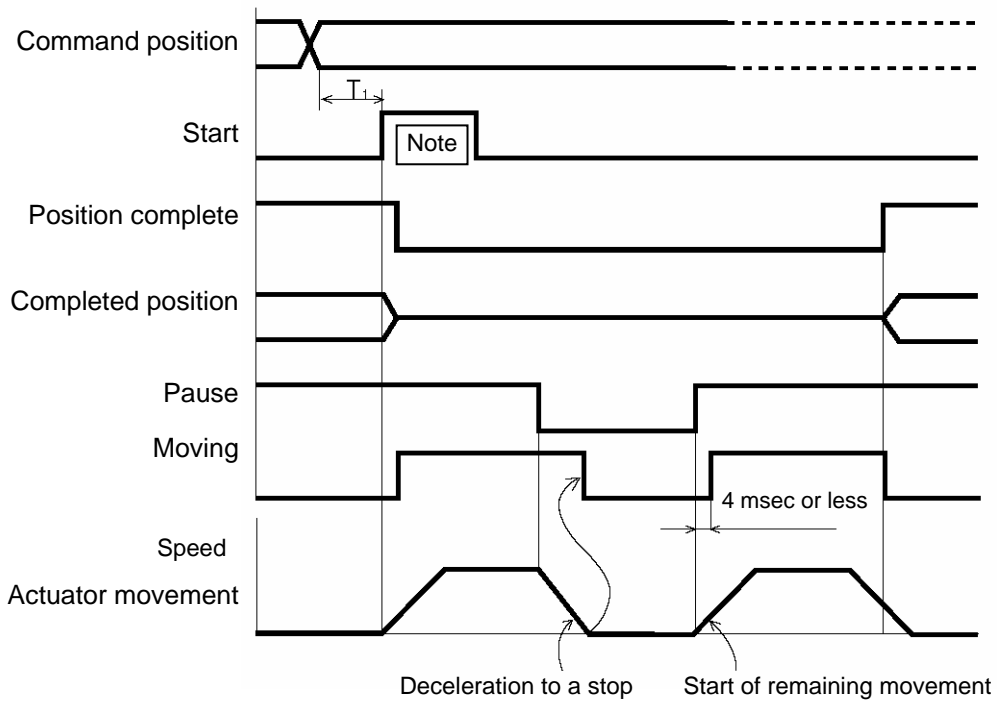 Command position
T₁
Start
Note
Position complete
Completed position
Pause
Moving
4 msec or less
Speed
Actuator movement
Deceleration to a stop
Start of remaining movement